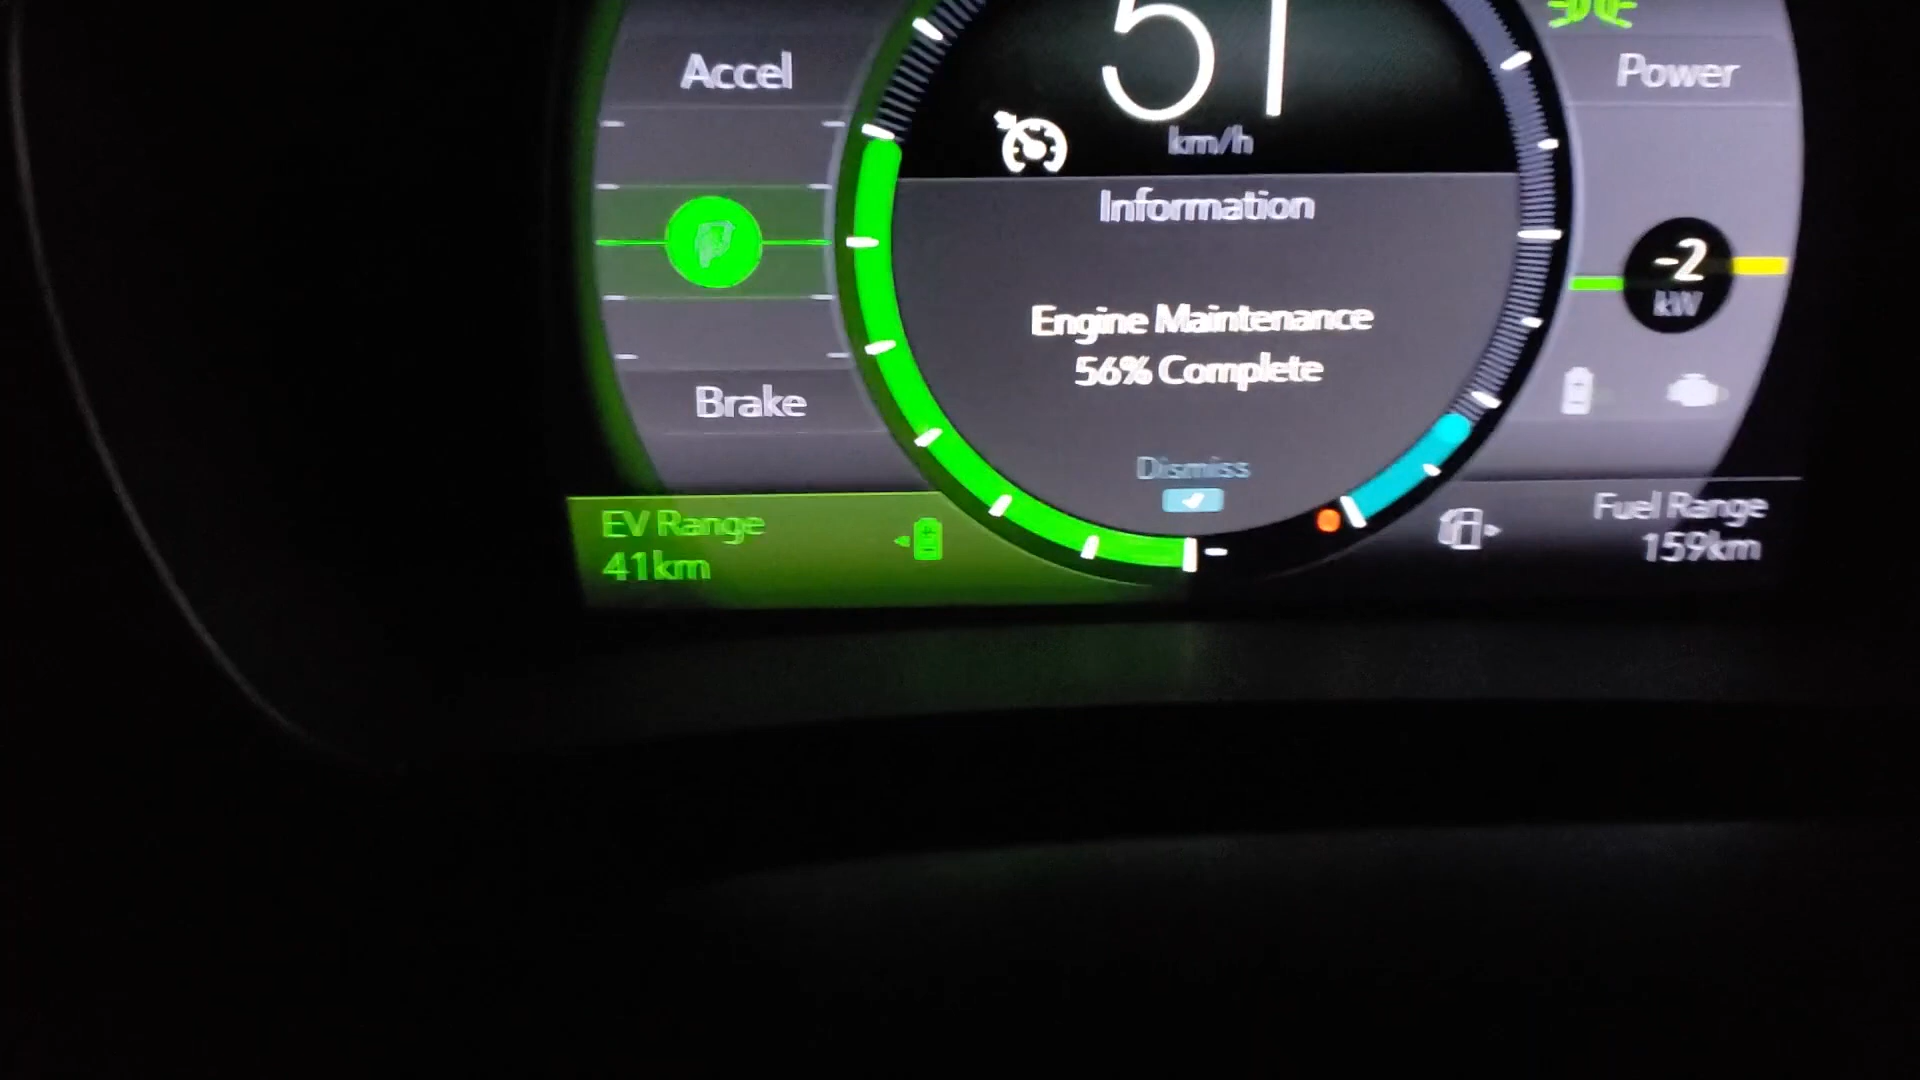 51
km/h
Accel
Power
Information
-2
kW
Engine Maintenance
56% Complete
Brake
Dismiss
EV Range
41km
Fuel Range
159km